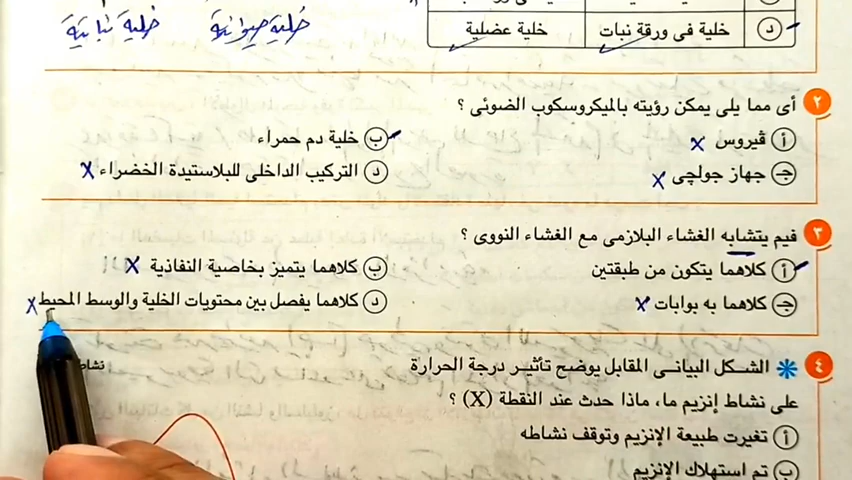 د خلية فى ورقة نبات خلية عضلية
خلية حيوانية خلية نباتية
٢ أى مما يلى يمكن رؤيته بالميكروسكوب الضوئى ؟
أ ڤيروس X ب خلية دم حمراء
جـ جهاز جولچى X د التركيب الداخلى للبلاستيدة الخضراء X
٣ فيم يتشابه الغشاء البلازمى مع الغشاء النووى ؟
أ كلاهما يتكون من طبقتين ب كلاهما يتميز بخاصية النفاذية X
جـ كلاهما به بوابات X د كلاهما يفصل بين محتويات الخلية والوسط المحيط X
٤ * الشكل البيانى المقابل يوضح تأثير درجة الحرارة
على نشاط إنزيم ما، ماذا حدث عند النقطة (X) ؟
أ تغيرت طبيعة الإنزيم وتوقف نشاطه
ب تم استهلاك الإنزيم